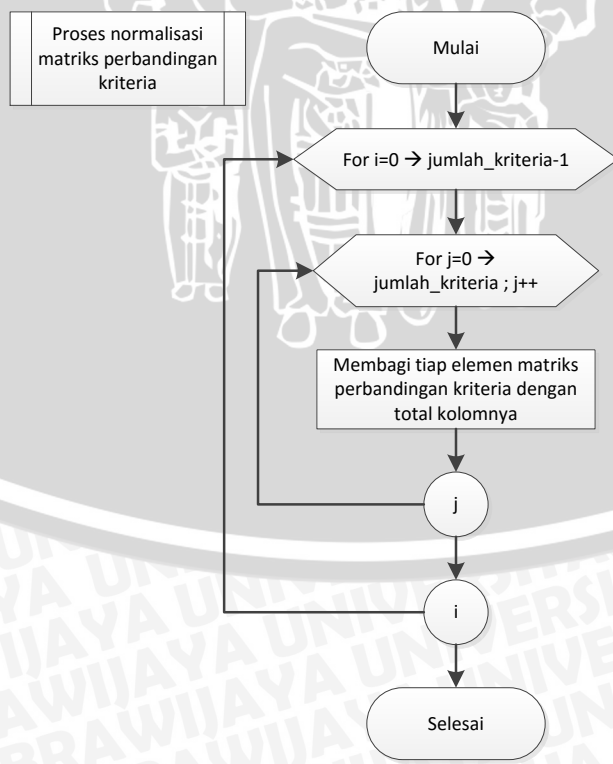 Proses normalisasi
matriks perbandingan
kriteria
Mulai
For i=0 → jumlah_kriteria-1
For j=0 →
jumlah_kriteria ; j++
Membagi tiap elemen matriks
perbandingan kriteria dengan
total kolomnya
j
i
Selesai